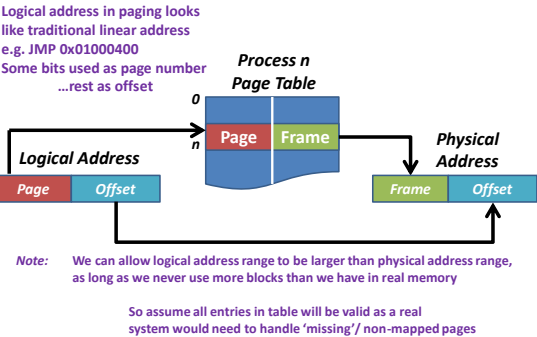 Logical address in paging looks
like traditional linear address
e.g. JMP 0x01000400
Some bits used as page number
…rest as offset
Process n
Page Table
0
n
Page
Frame
Logical Address
Page
Offset
Physical
Address
Frame
Offset
Note: We can allow logical address range to be larger than physical address range,
as long as we never use more blocks than we have in real memory
So assume all entries in table will be valid as a real
system would need to handle ‘missing’/ non-mapped pages